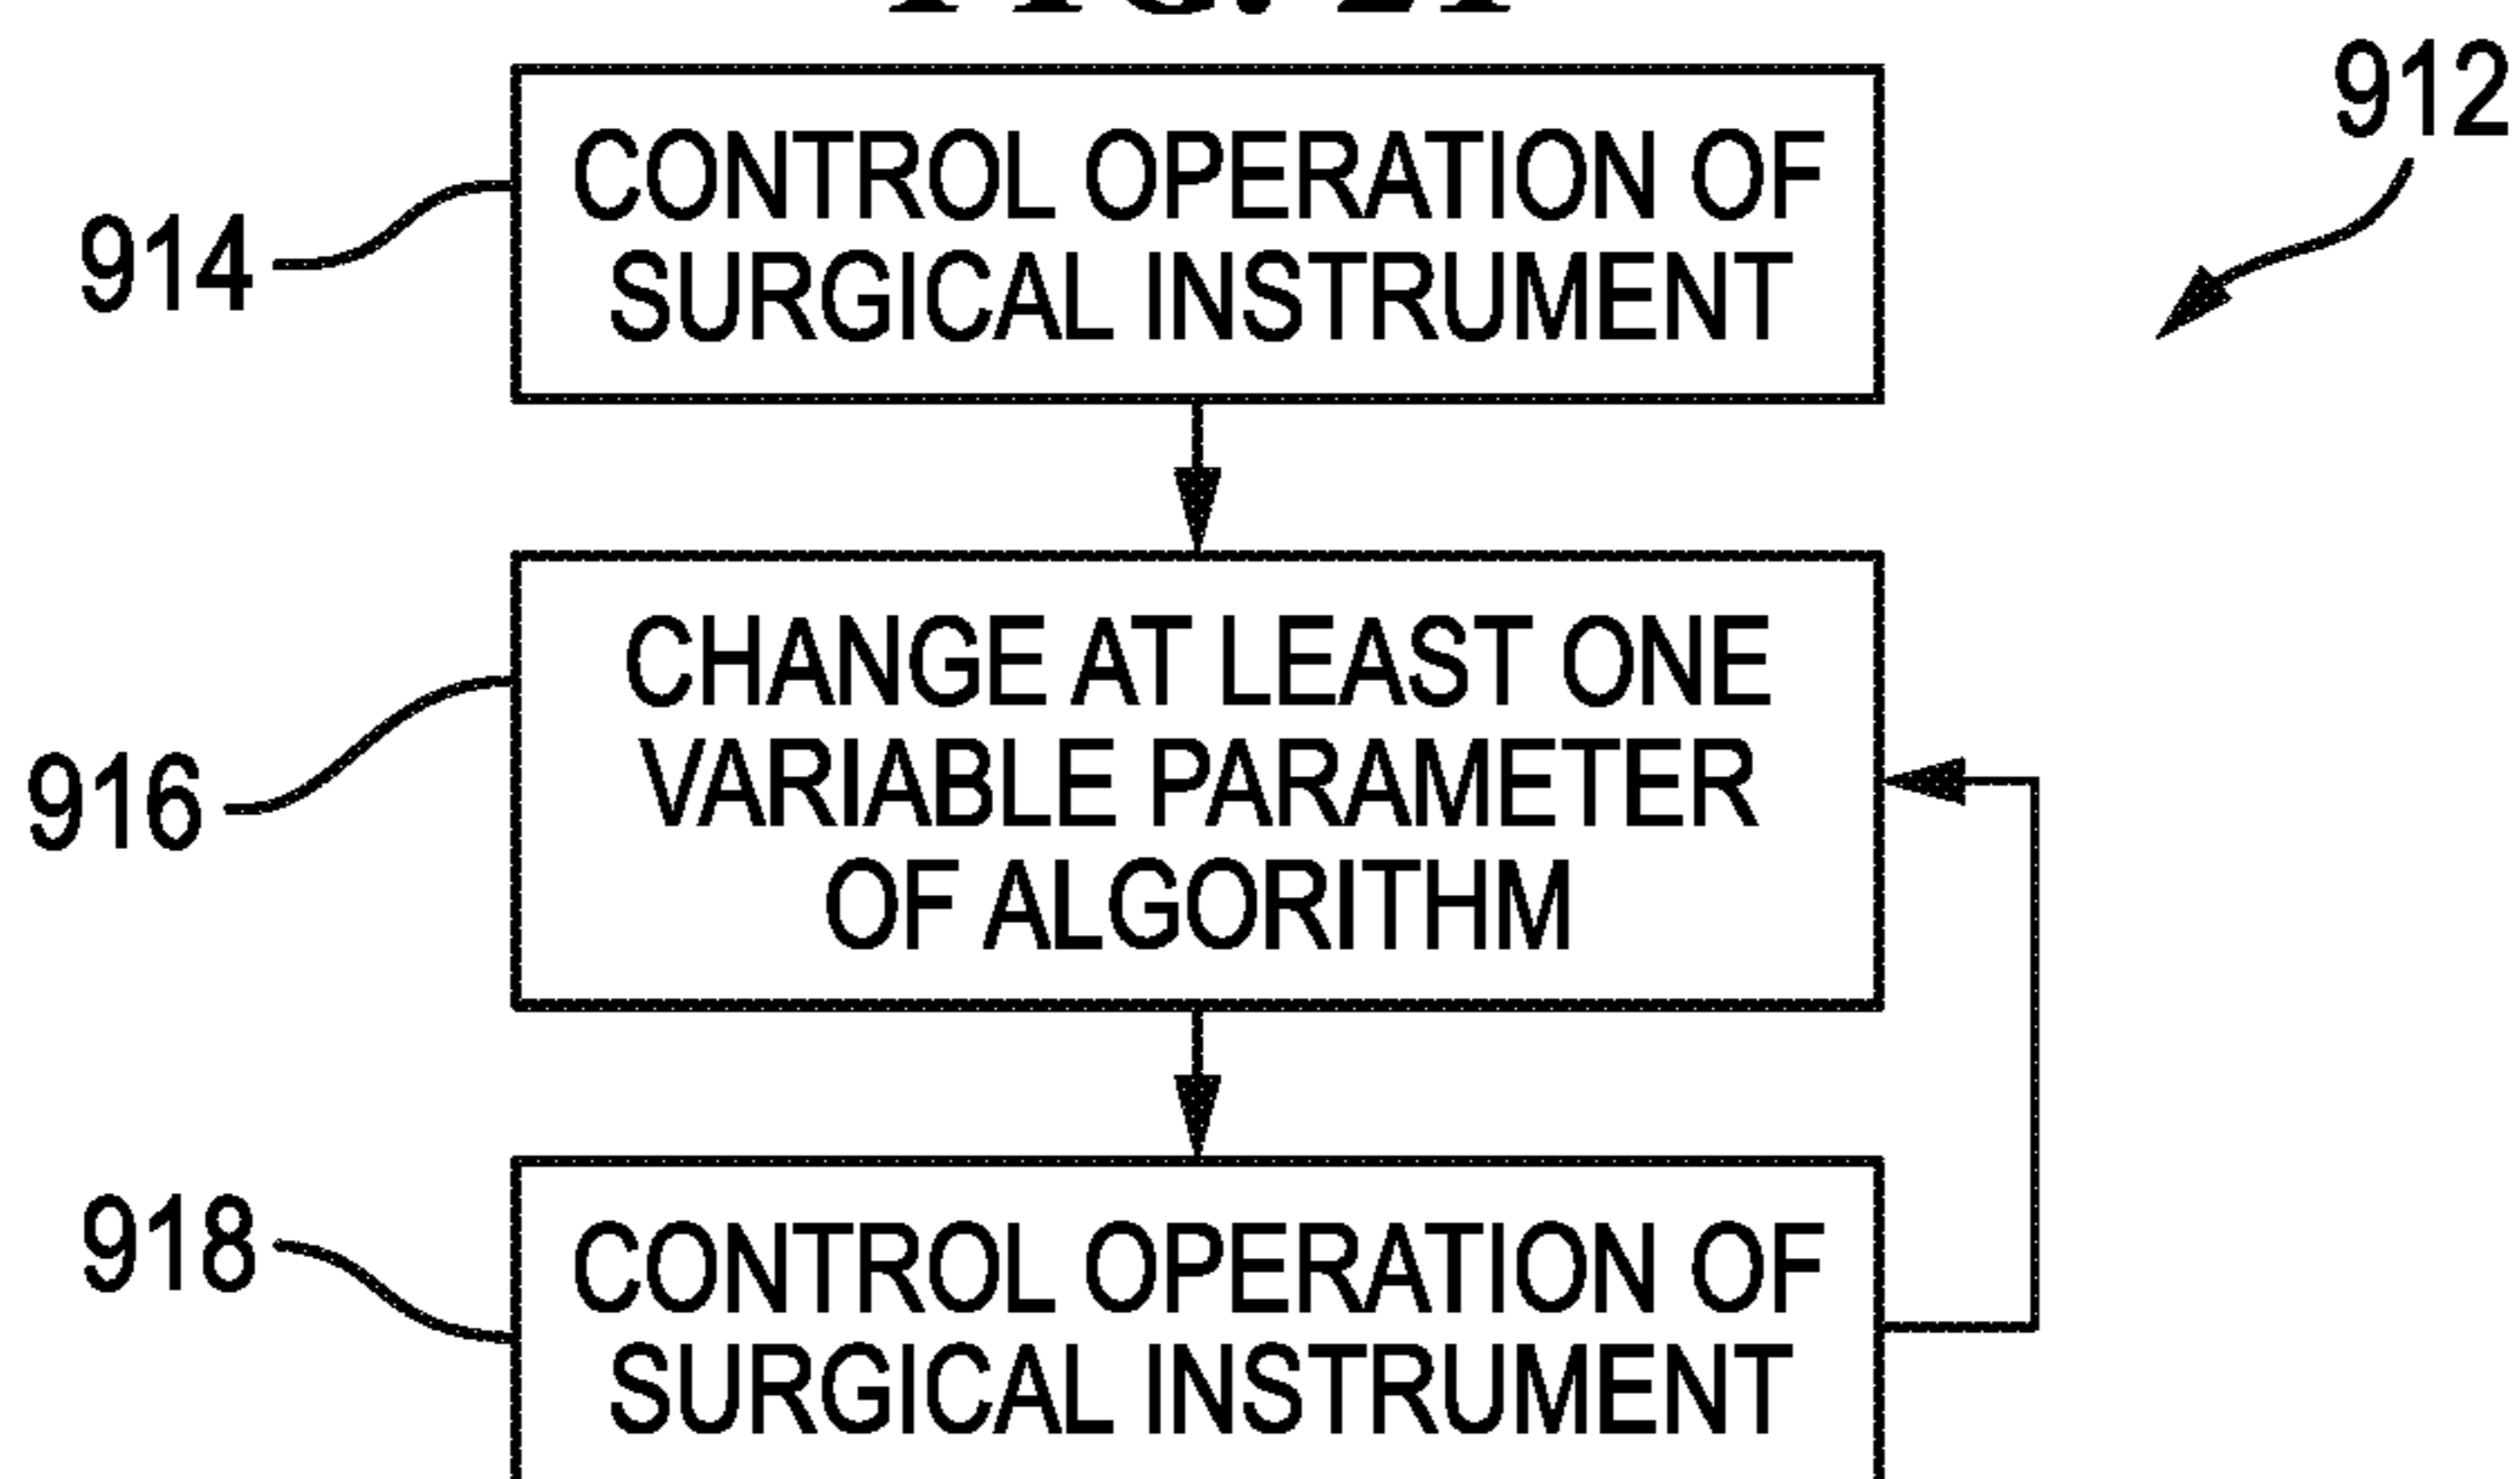 912
CONTROL OPERATION OF
SURGICAL INSTRUMENT
914
CHANGE AT LEAST ONE
VARIABLE PARAMETER
OF ALGORITHM
916
918
CONTROL OPERATION OF
SURGICAL INSTRUMENT